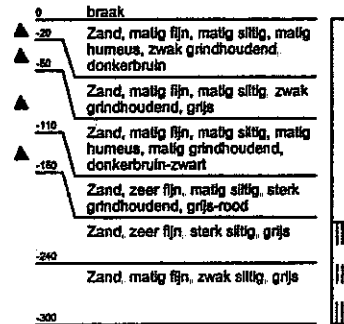 0 braak
Zand, matig fijn, matig siltig, matig
-20 humeus, zwak grindhoudend,
donkerbruin
-50
Zand, matig fijn, matig siltig, zwak
grindhoudend, grijs
-110 Zand, matig fijn, matig siltig, matig
humeus, matig grindhoudend,
donkerbruin-zwart
-150
Zand, zeer fijn, matig siltig, sterk
grindhoudend, grijs-rood
Zand, zeer fijn, sterk siltig, grijs
-240
Zand, matig fijn, zwak siltig, grijs
-300